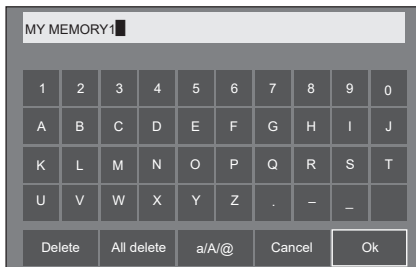 MY MEMORY1
1 2 3 4 5 6 7 8 9 0
A B C D E F G H I J
K L M N O P Q R S T
U V W X Y Z . – _
Delete All delete a/A/@ Cancel Ok